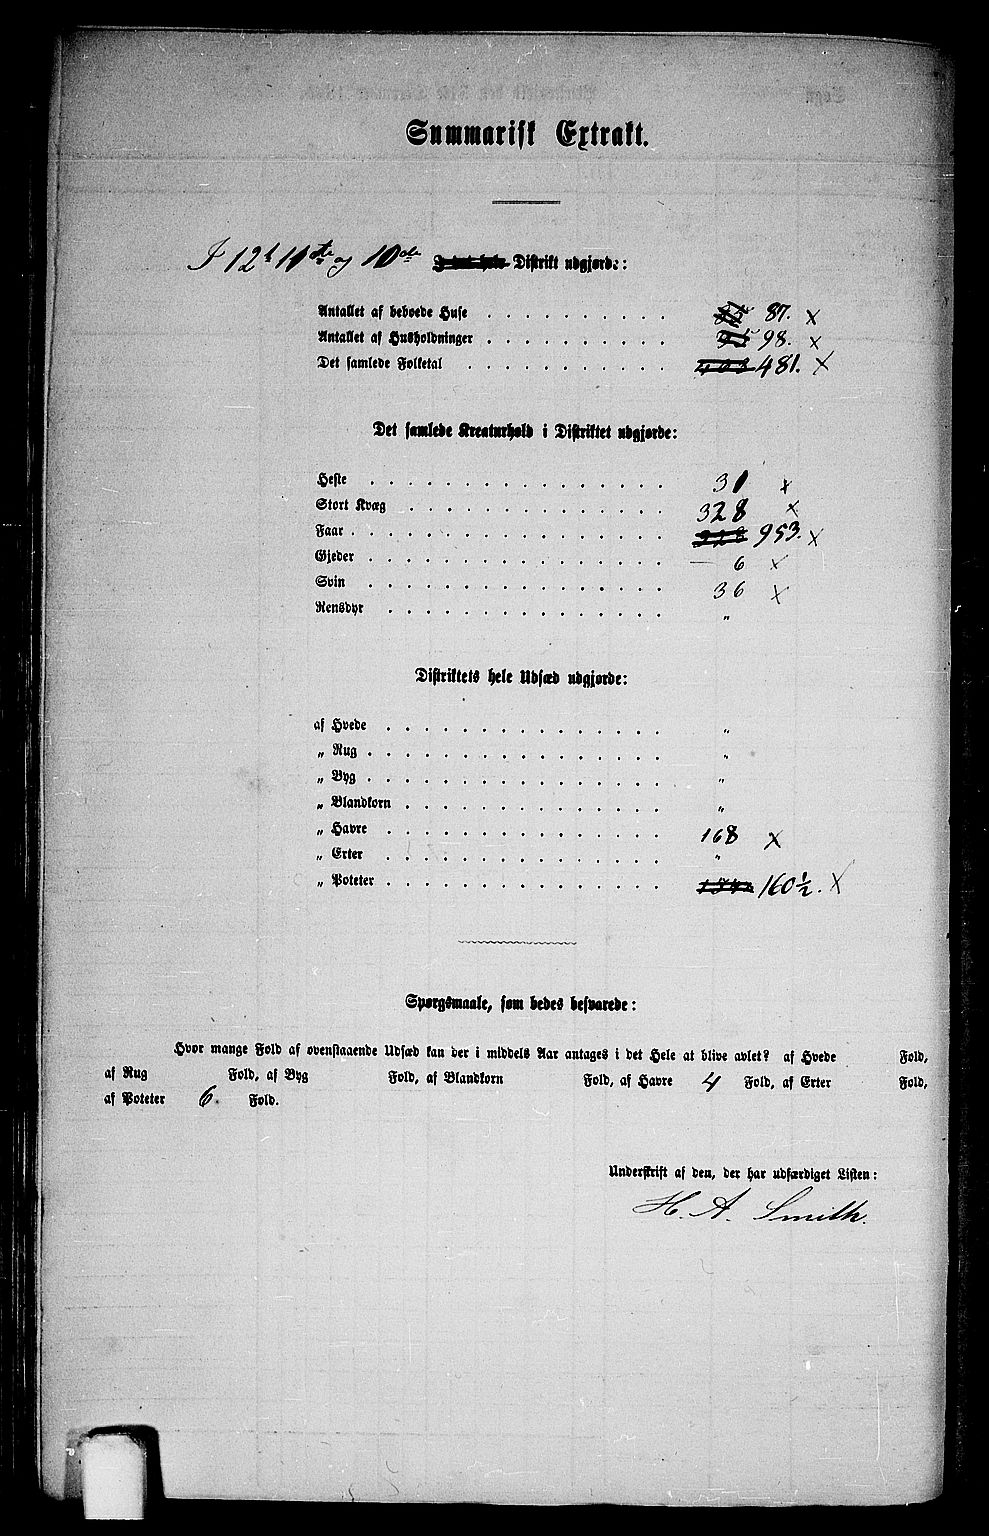 Summarisk Extrakt.
I 12te 11te og 10de Distrikt udgjorde:
Antallet af beboede Huse 87. x
Antallet af Husholdninger 98. x
Det samlede Folketal 403 481. x
Det samlede Kreaturhold i Distriktet udgjorde:
Heste 31 x
Stort Kvæg 328 x
Faar 328 953. x
Gjeder 6 x
Svin 36 x
Rensdyr "
Distriktets hele Udsæd udgjorde:
af Hvede "
" Rug "
" Byg "
" Blandkorn "
" Havre 168 x
" Erter "
" Poteter 160 1/2. x
Spørgsmaale, som bedes besvarede:
Hvor mange Fold af ovenstaaende Udsæd kan der i middels Aar antages i det Hele at blive avlet? af Hvede Fold,
af Rug Fold, af Byg Fold, af Blandkorn Fold, af Havre 4 Fold, af Erter Fold,
af Poteter 6. Fold.
Underskrift af den, der har udfærdiget Listen:
H. A. Smith.